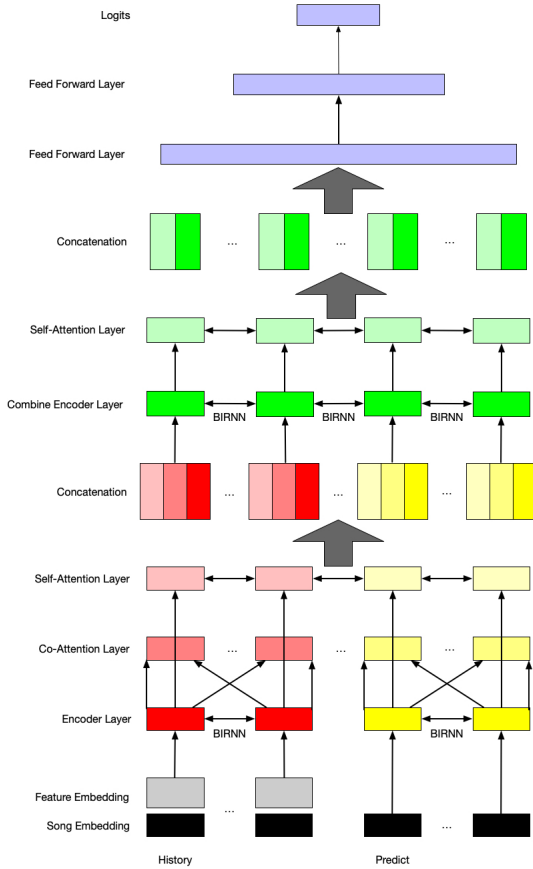 Logits
Feed Forward Layer
Feed Forward Layer
Concatenation ... ... ...
Self-Attention Layer
Combine Encoder Layer
BIRNN BIRNN BIRNN
Concatenation ... ... ...
Self-Attention Layer
Co-Attention Layer ... ... ...
Encoder Layer
BIRNN BIRNN
Feature Embedding
... ...
Song Embedding
History Predict